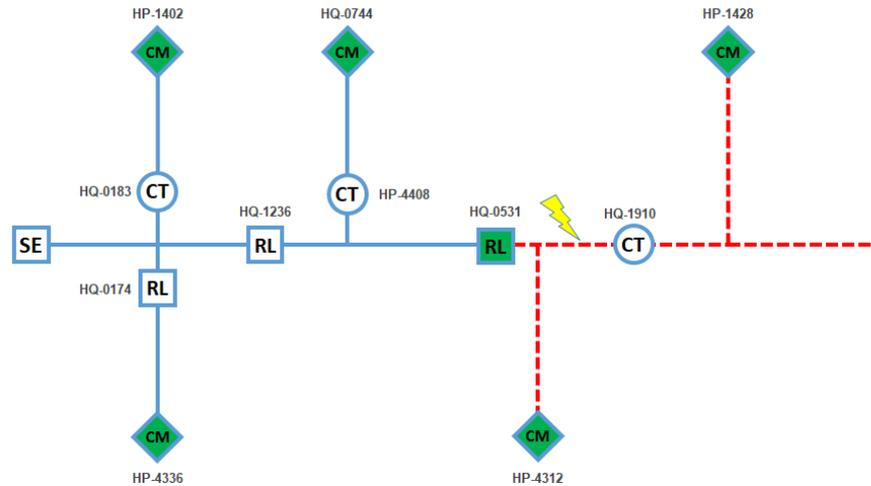 HP-1402
HQ-0744
HP-1428
CM
CM
CM
HQ-0183
CT
CT
HP-4408
HQ-1236
HQ-0531
HQ-1910
SE
RL
RL
CT
HQ-0174
RL
CM
CM
HP-4336
HP-4312